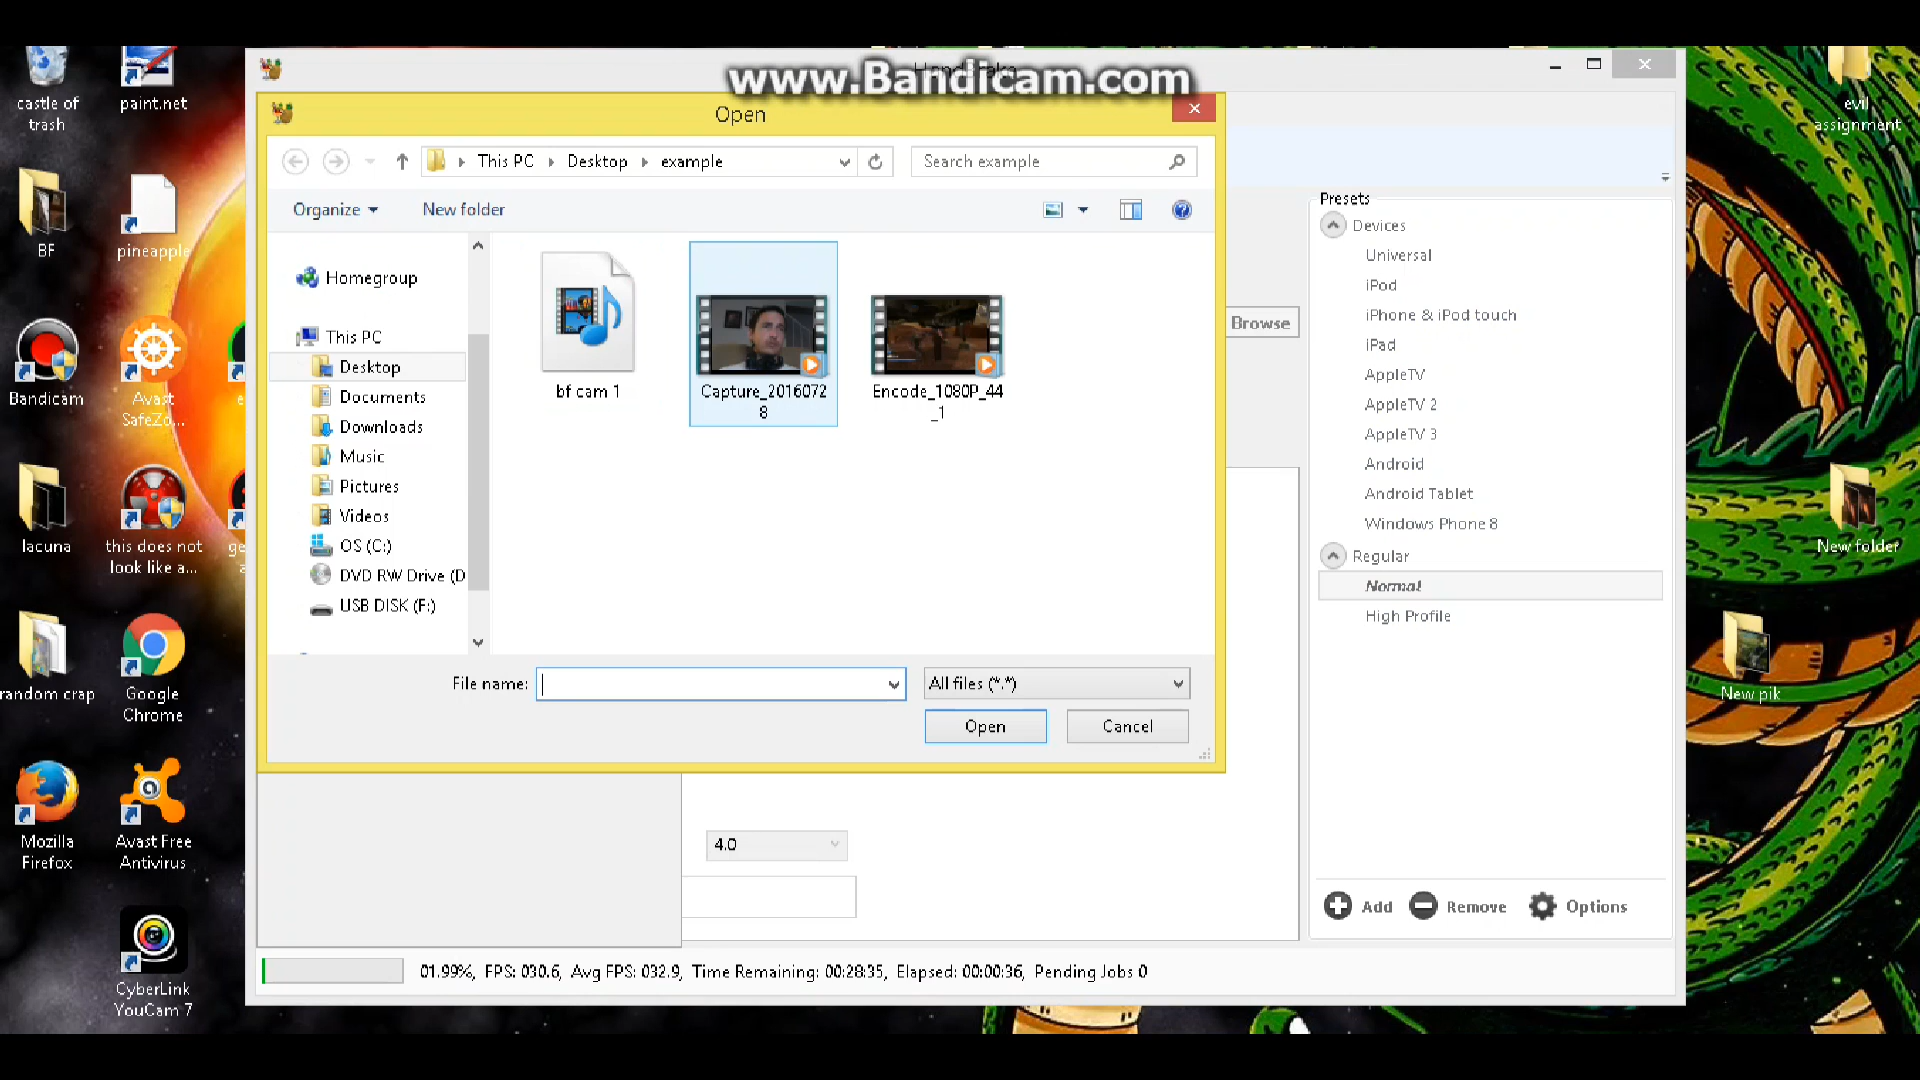 www.Bandicam.com
Open
This PC
Desktop
example
Search example
Organize
New folder
Homegroup
This PC
Desktop
Documents
Downloads
Music
Pictures
Videos
OS (C:)
DVD RW Drive (D
USB DISK (F:)
bf cam 1
Capture_2016072
8
Encode_1080P_44
_1
File name:
All files (*.*)
Open
Cancel
Browse
Presets
Devices
Universal
iPod
iPhone & iPod touch
iPad
AppleTV
AppleTV 2
AppleTV 3
Android
Android Tablet
Windows Phone 8
Regular
Normal
High Profile
Add
Remove
Options
4.0
01.99%, FPS: 030.6, Avg FPS: 032.9, Time Remaining: 00:28:35, Elapsed: 00:00:36, Pending Jobs 0
castle of
trash
paint.net
BF
pineapple
Bandicam
Avast
SafeZo...
lacuna
this does not
look like a...
random crap
Google
Chrome
Mozilla
Firefox
Avast Free
Antivirus
CyberLink
YouCam 7
evil
assignment
New folder
New pik